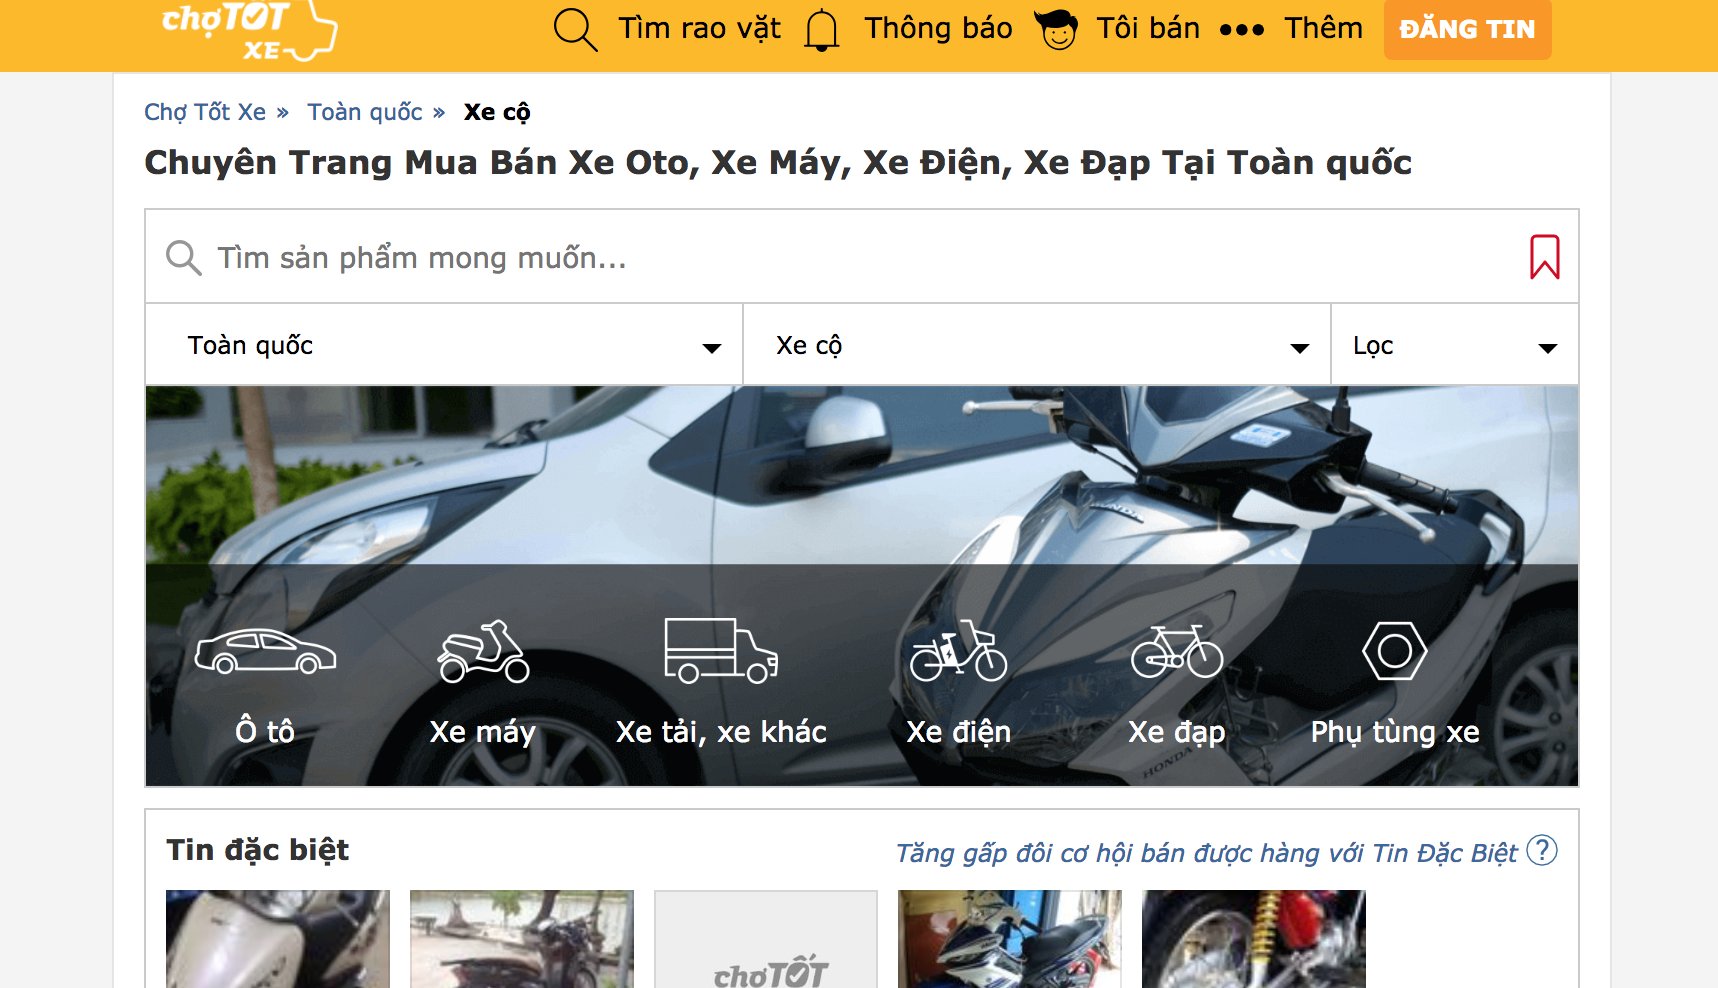 chợTỐT
XE
Tìm rao vặt
Thông báo
Tôi bán
Thêm
ĐĂNG TIN
Chợ Tốt Xe » Toàn quốc » Xe cộ
Chuyên Trang Mua Bán Xe Oto, Xe Máy, Xe Điện, Xe Đạp Tại Toàn quốc
Tìm sản phẩm mong muốn...
Toàn quốc
Xe cộ
Lọc
HONDA
Ô tô
Xe máy
Xe tải, xe khác
Xe điện
Xe đạp
Phụ tùng xe
HONDA
Tin đặc biệt
Tăng gấp đôi cơ hội bán được hàng với Tin Đặc Biệt ?
chợTỐT